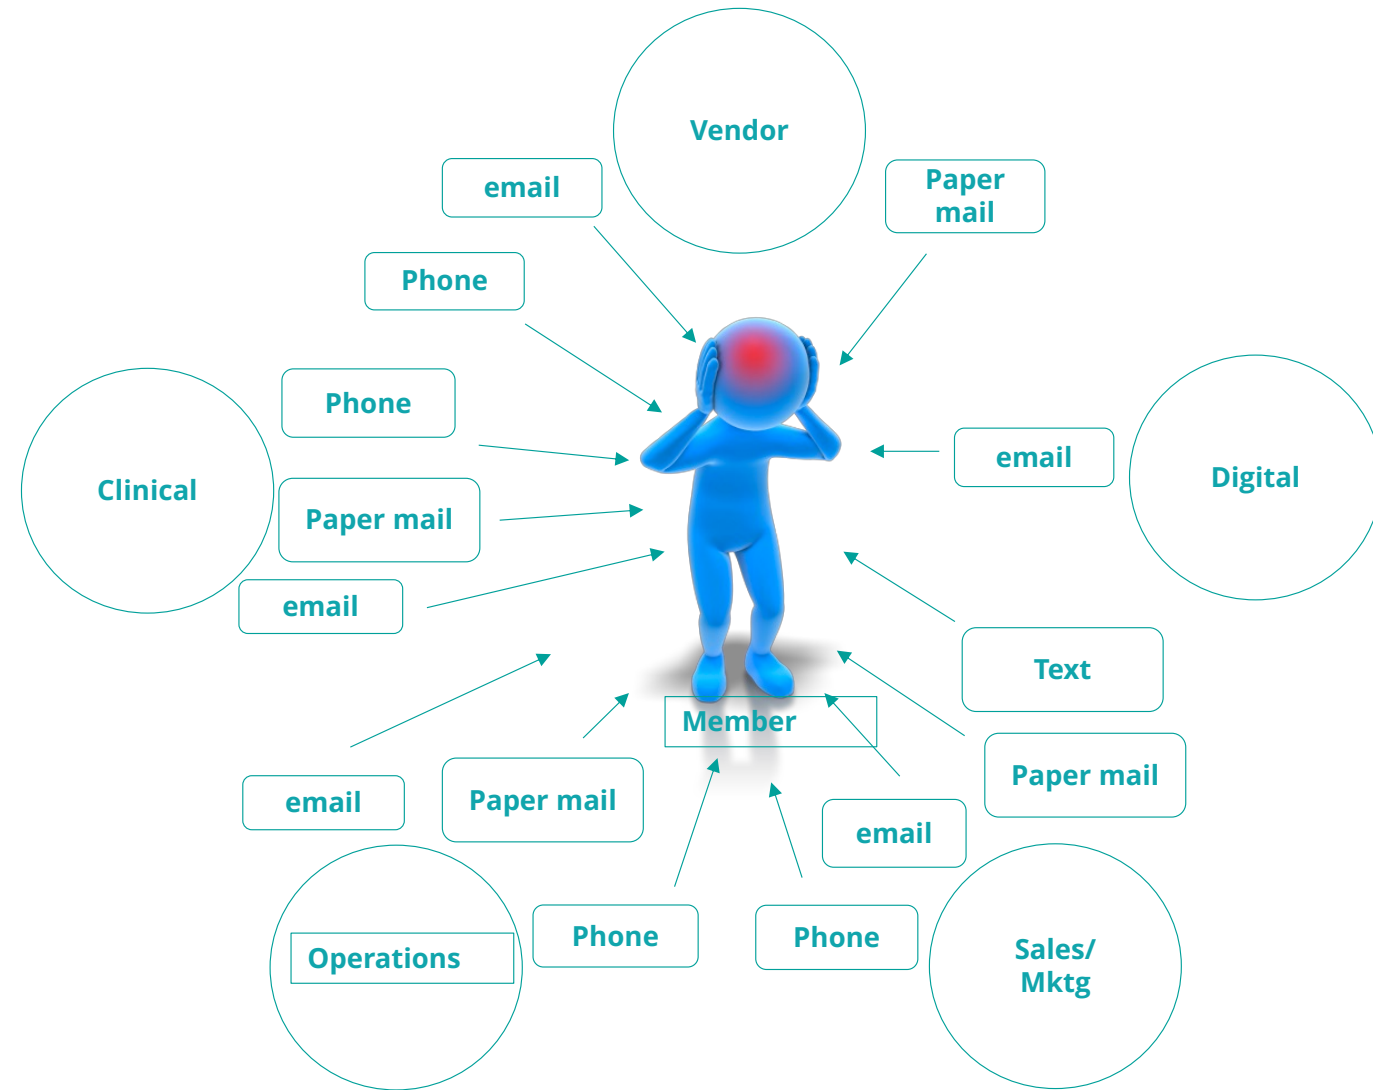 Vendor
email
Paper
mail
Phone
Phone
email
Digital
Clinical
Paper mail
email
Text
Member
Paper mail
email
Paper mail
email
Phone
Phone
Operations
Sales/
Mktg